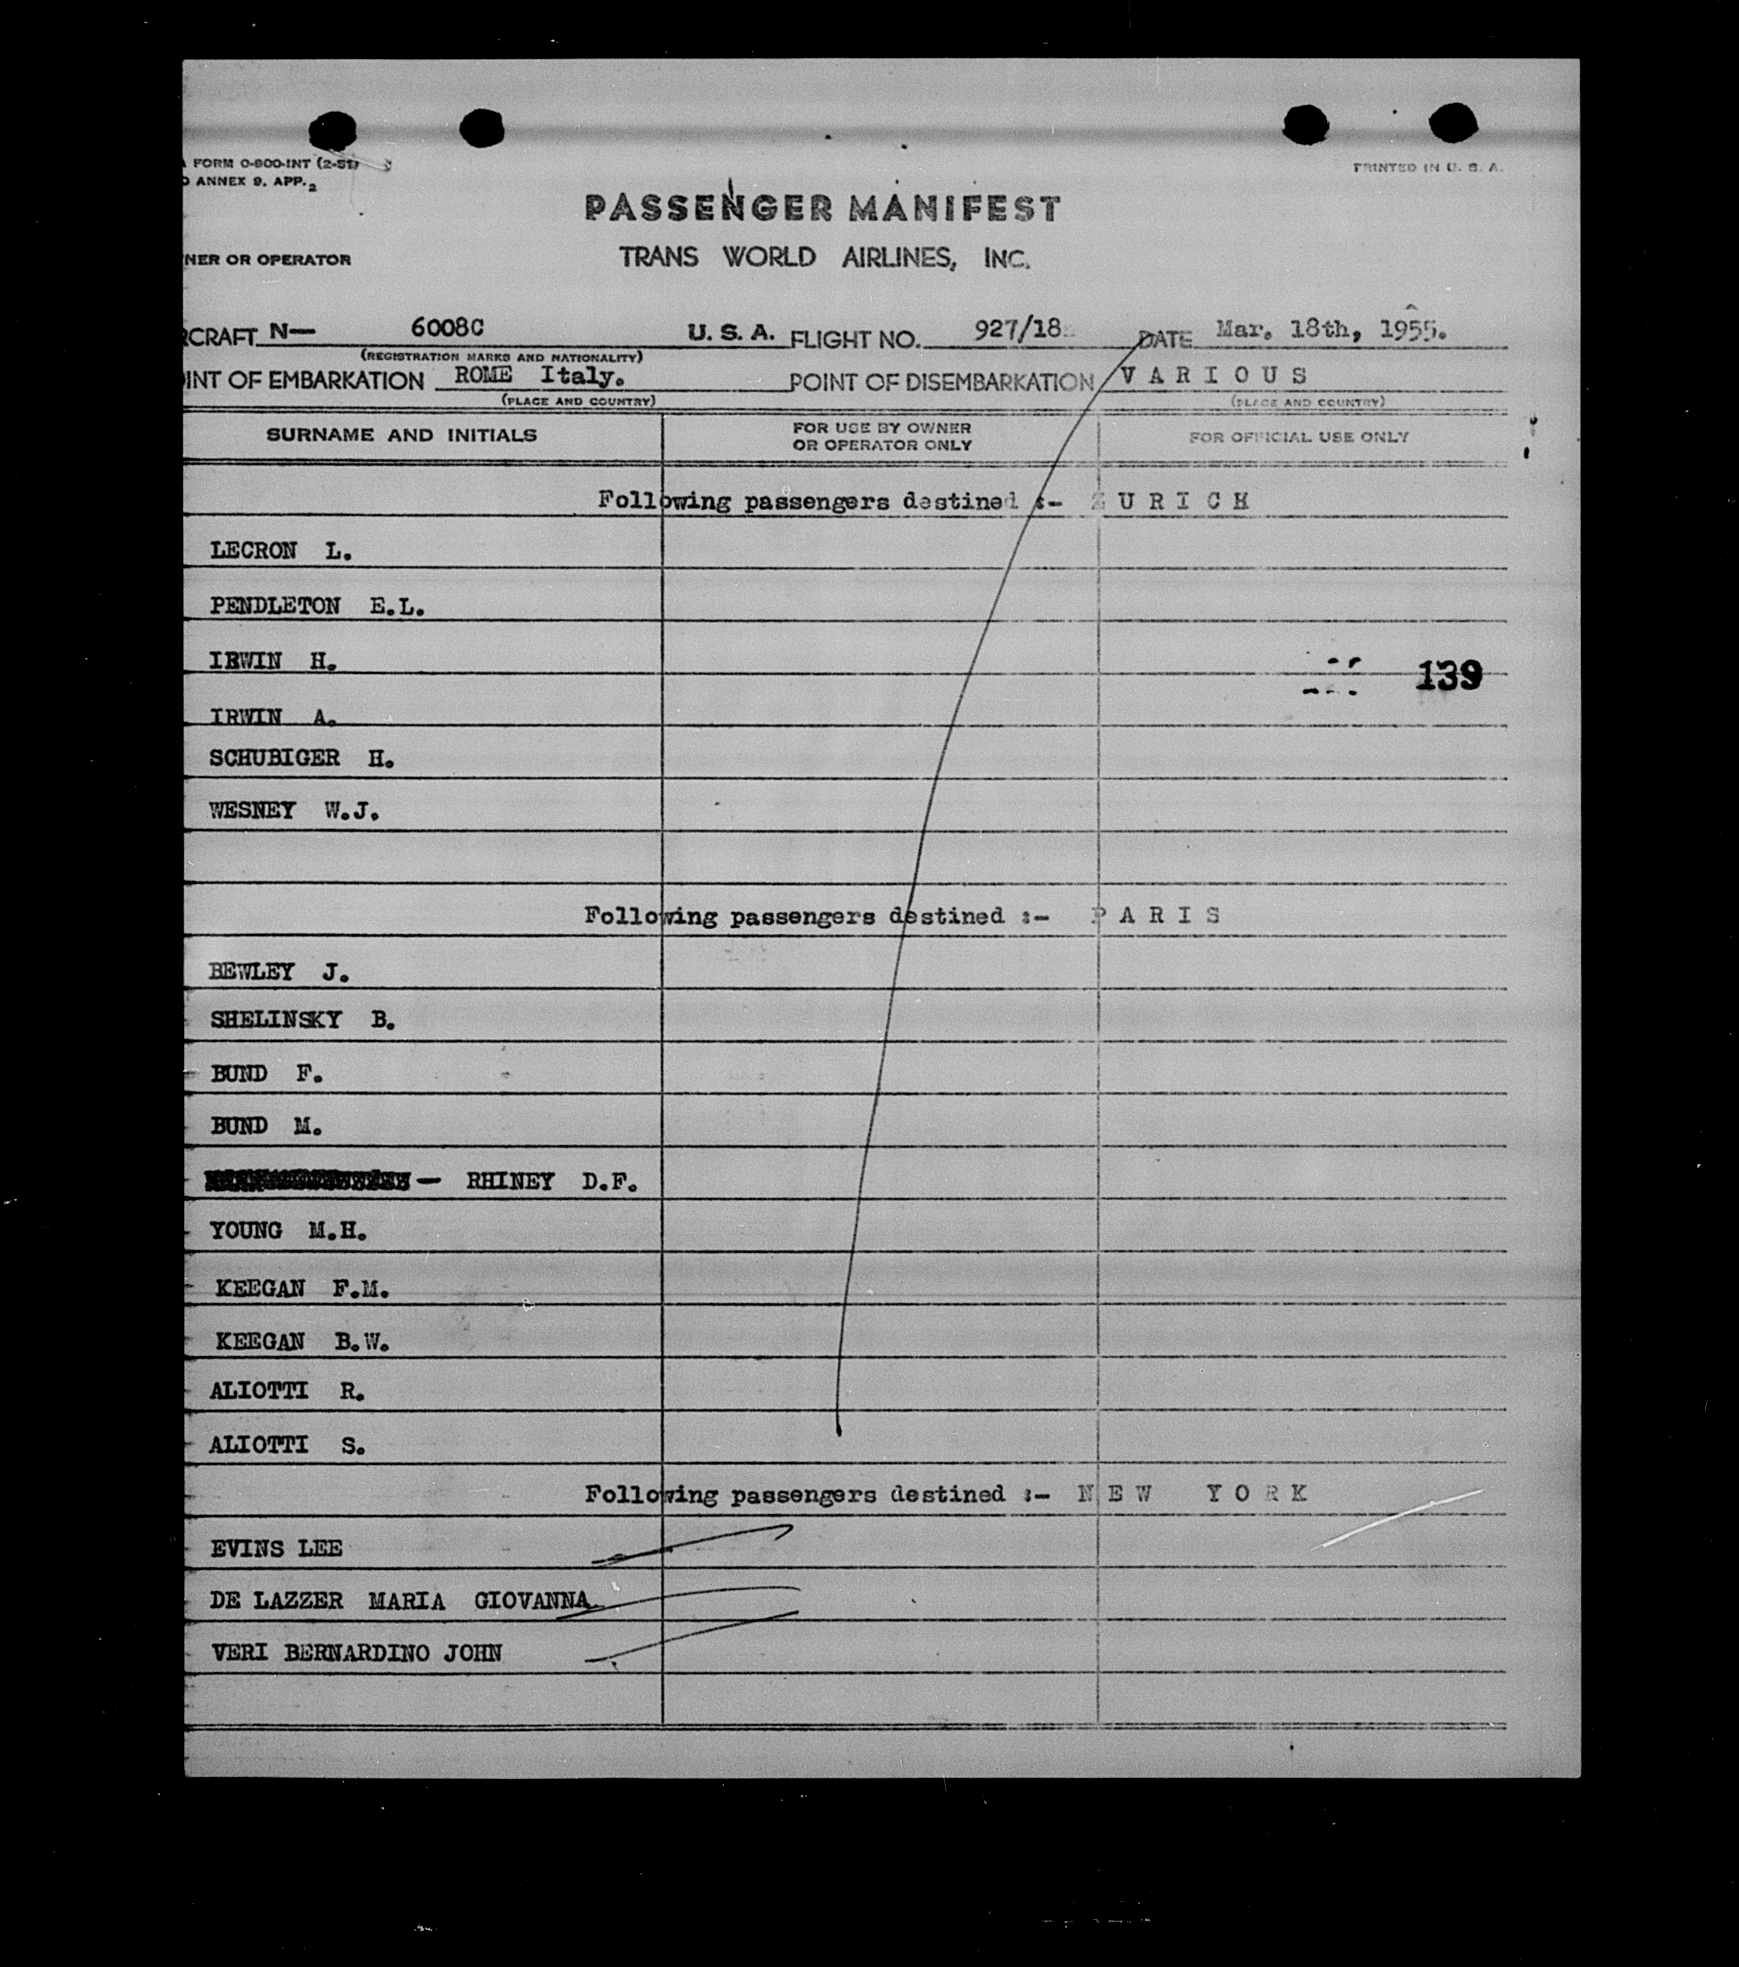 FORM 0-800-INT (2-51)
PRINTED IN U. S. A.
ANNEX 9. APP. 2
PASSENGER MANIFEST
NER OR OPERATOR
TRANS WORLD AIRLINES, INC.
RCRAFT N— 6008C U. S. A. FLIGHT NO. 927/18 DATE Mar. 18th, 1955.
(REGISTRATION MARKS AND NATIONALITY)
INT OF EMBARKATION ROME Italy. POINT OF DISEMBARKATION V A R I O U S
(PLACE AND COUNTRY) (PLACE AND COUNTRY)
SURNAME AND INITIALS FOR USE BY OWNER OR OPERATOR ONLY FOR OFFICIAL USE ONLY
Following passengers destined :- Z U R I C H
LECRON L.
PENDLETON E.L.
IRWIN H.
139
IRWIN A.
SCHUBIGER H.
WESNEY W.J.
Following passengers destined :- P A R I S
BEWLEY J.
SHELINSKY B.
BUND F.
BUND M.
— RHINEY D.F.
YOUNG M.H.
KEEGAN F.M.
KEEGAN B.W.
ALIOTTI R.
ALIOTTI S.
Following passengers destined :- N E W Y O R K
EVINS LEE
DE LAZZER MARIA GIOVANNA
VERI BERNARDINO JOHN